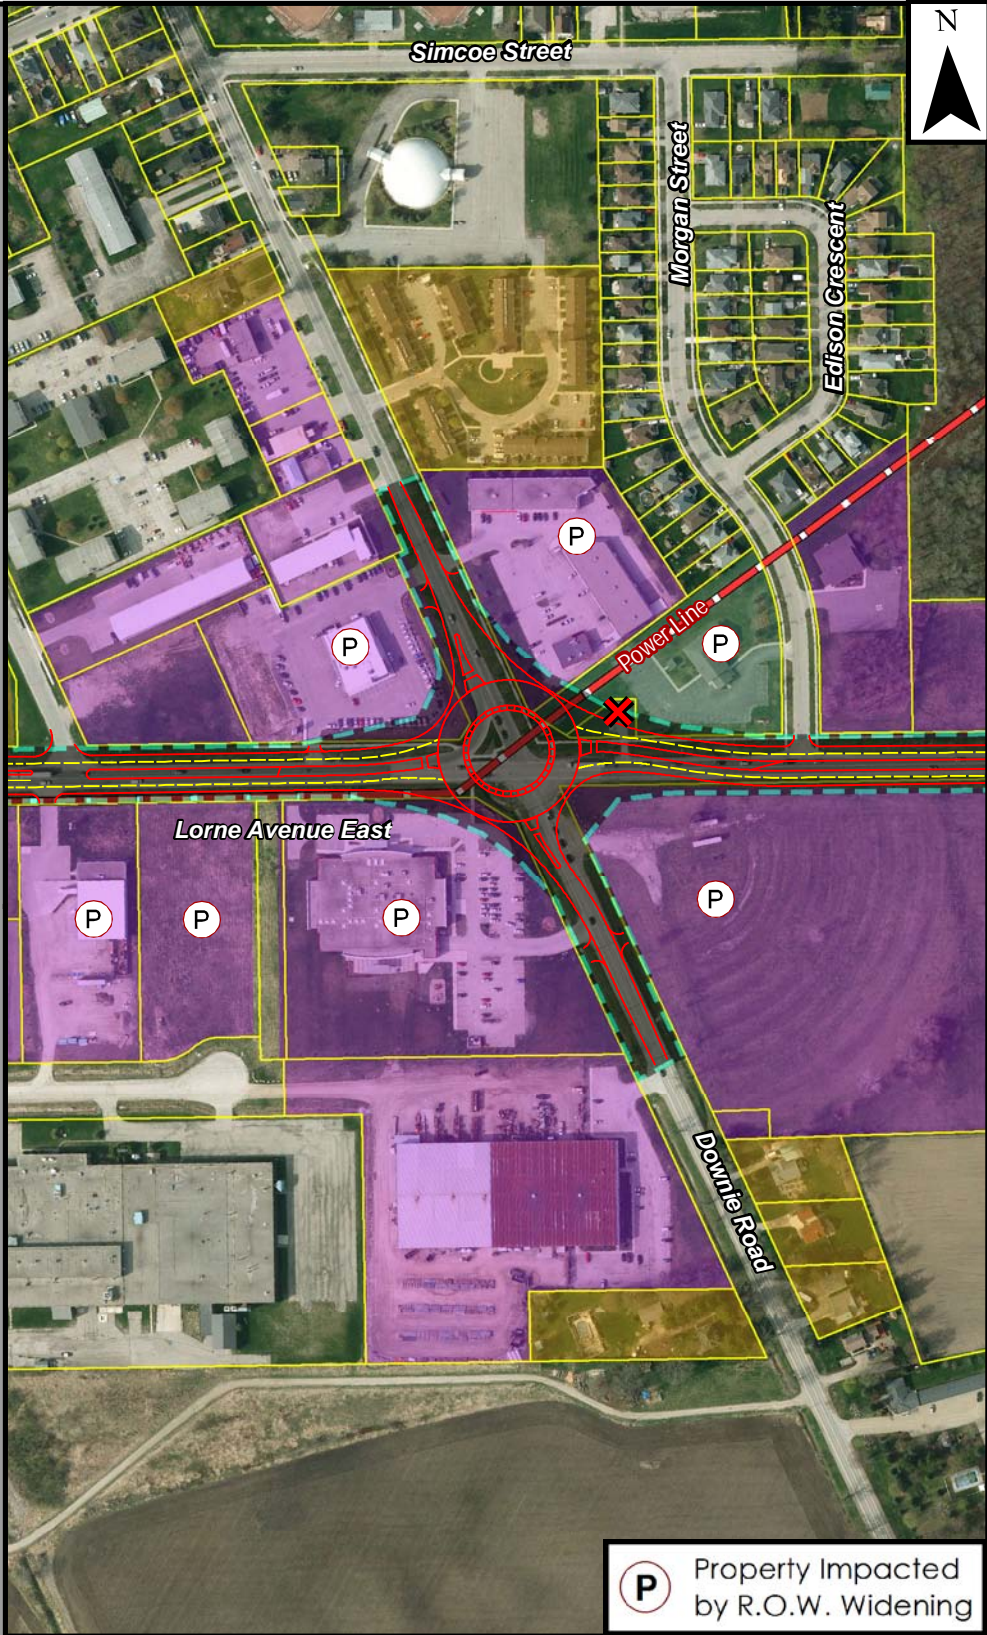 N
Simcoe Street
Morgan Street
Edison Crescent
P
Power Line
P
P
Lorne Avenue East
P
P
P
P
Downie Road
P
Property Impacted
by R.O.W. Widening